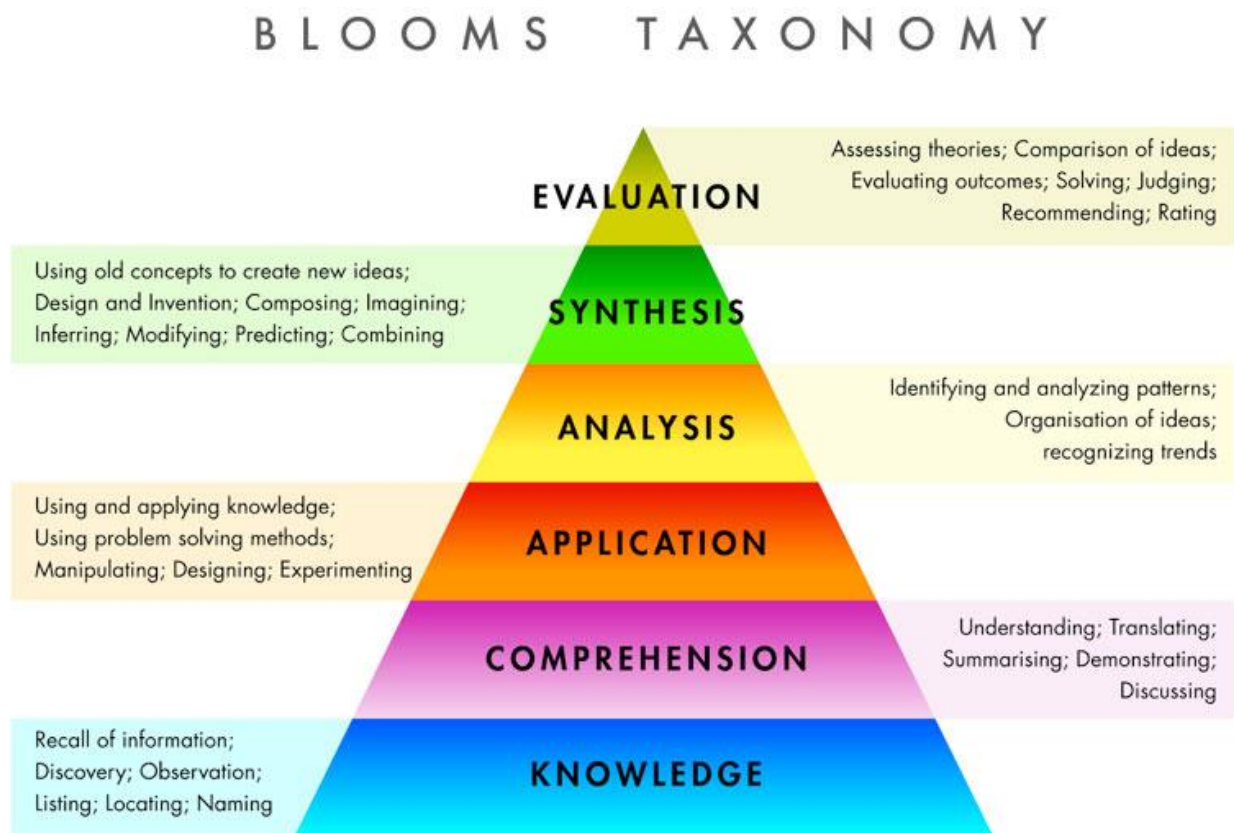 BLOOMS TAXONOMY
Assessing theories; Comparison of ideas;
Evaluating outcomes; Solving; Judging;
Recommending; Rating
EVALUATION
Using old concepts to create new ideas;
Design and Invention; Composing; Imagining;
Inferring; Modifying; Predicting; Combining
SYNTHESIS
Identifying and analyzing patterns;
Organisation of ideas;
recognizing trends
ANALYSIS
Using and applying knowledge;
Using problem solving methods;
Manipulating; Designing; Experimenting
APPLICATION
Understanding; Translating;
Summarising; Demonstrating;
Discussing
COMPREHENSION
Recall of information;
Discovery; Observation;
Listing; Locating; Naming
KNOWLEDGE